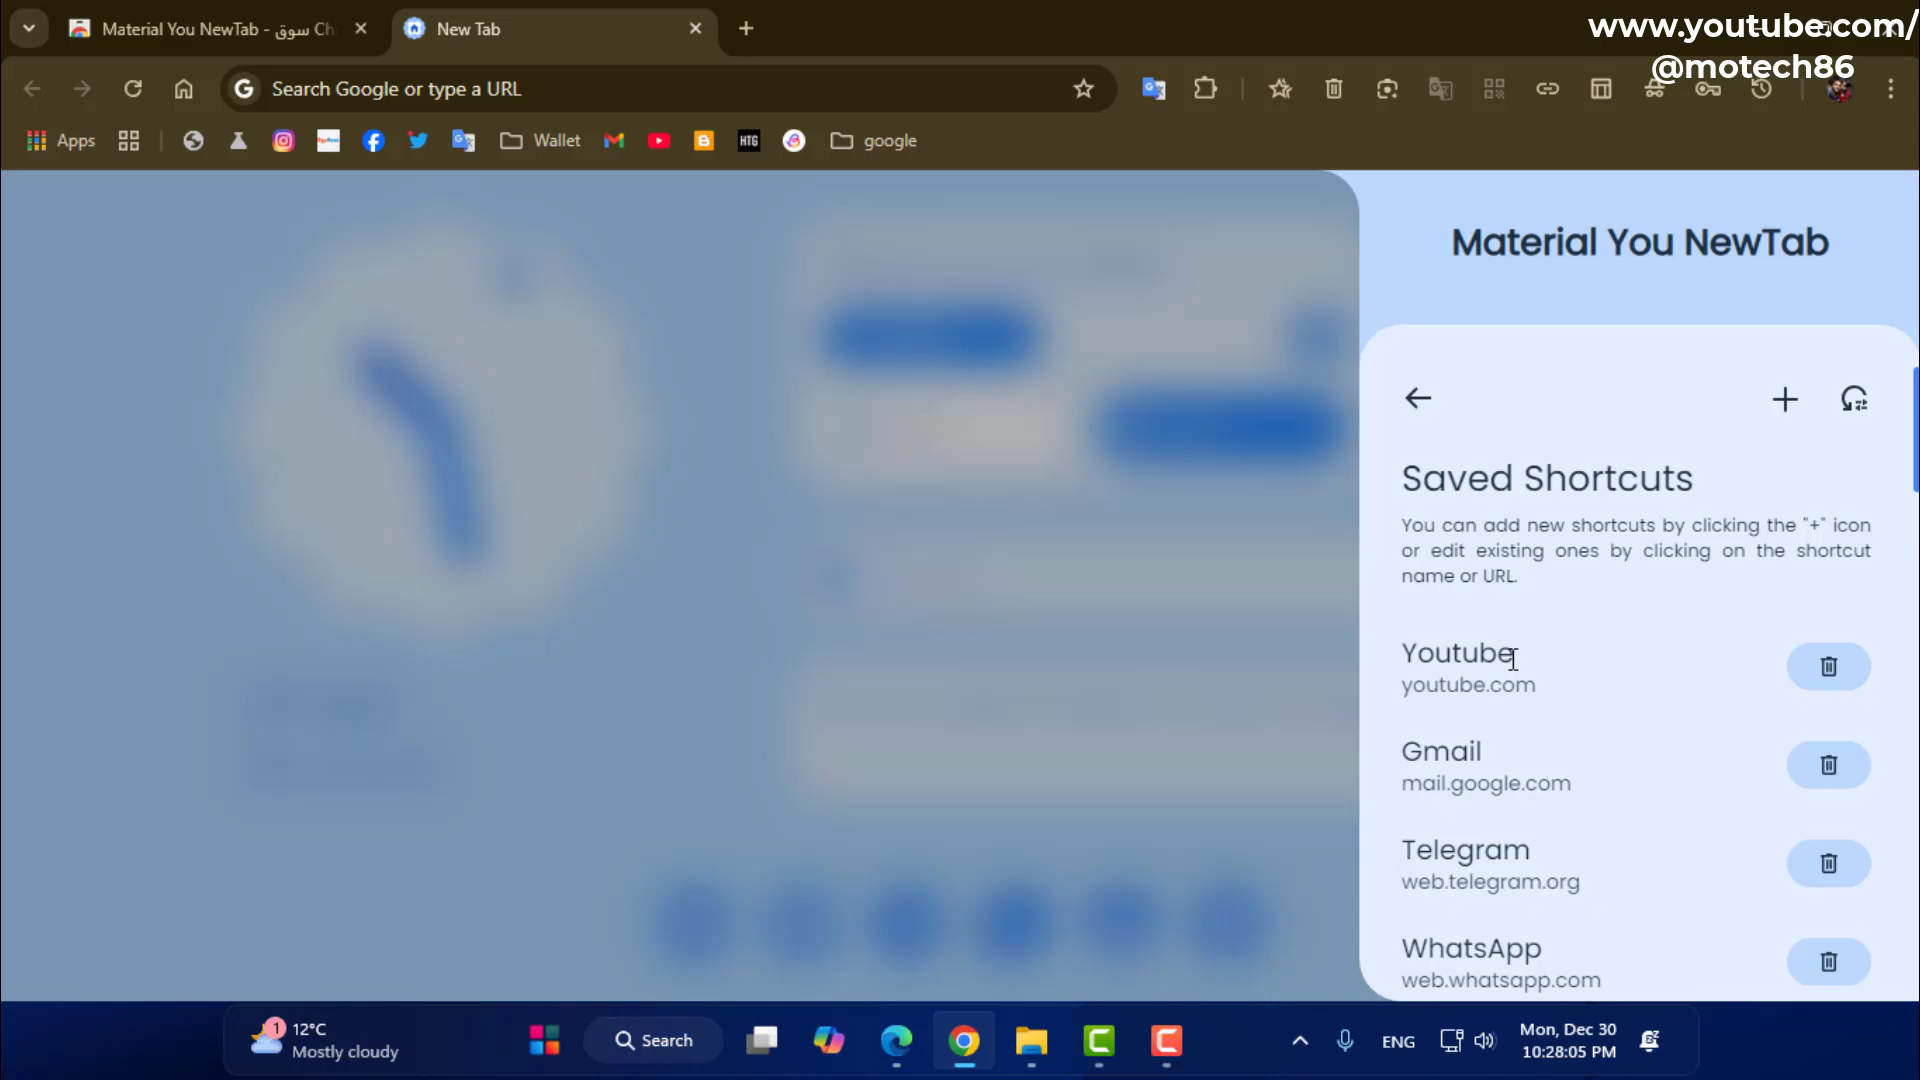 Material You NewTab - سوق Ch
New Tab
www.youtube.com/
@motech86
Search Google or type a URL
Apps
Wallet
HTG
google
Material You NewTab
Saved Shortcuts
You can add new shortcuts by clicking the "+" icon
or edit existing ones by clicking on the shortcut
name or URL.
Youtube
youtube.com
Gmail
mail.google.com
Telegram
web.telegram.org
WhatsApp
web.whatsapp.com
1
12°C
Mostly cloudy
Search
ENG
Mon, Dec 30
10:28:05 PM